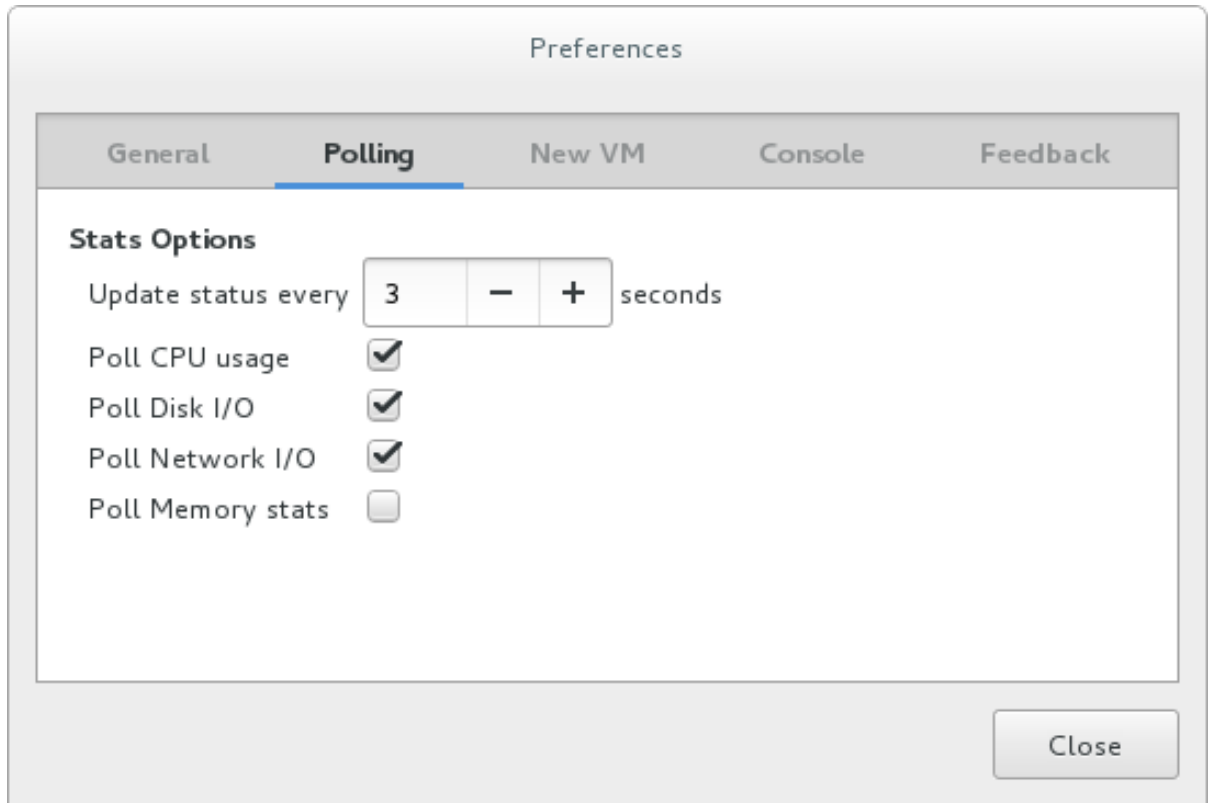 Preferences
General Polling New VM Console Feedback
Stats Options
Update status every 3 − + seconds
Poll CPU usage
Poll Disk I/O
Poll Network I/O
Poll Memory stats
Close